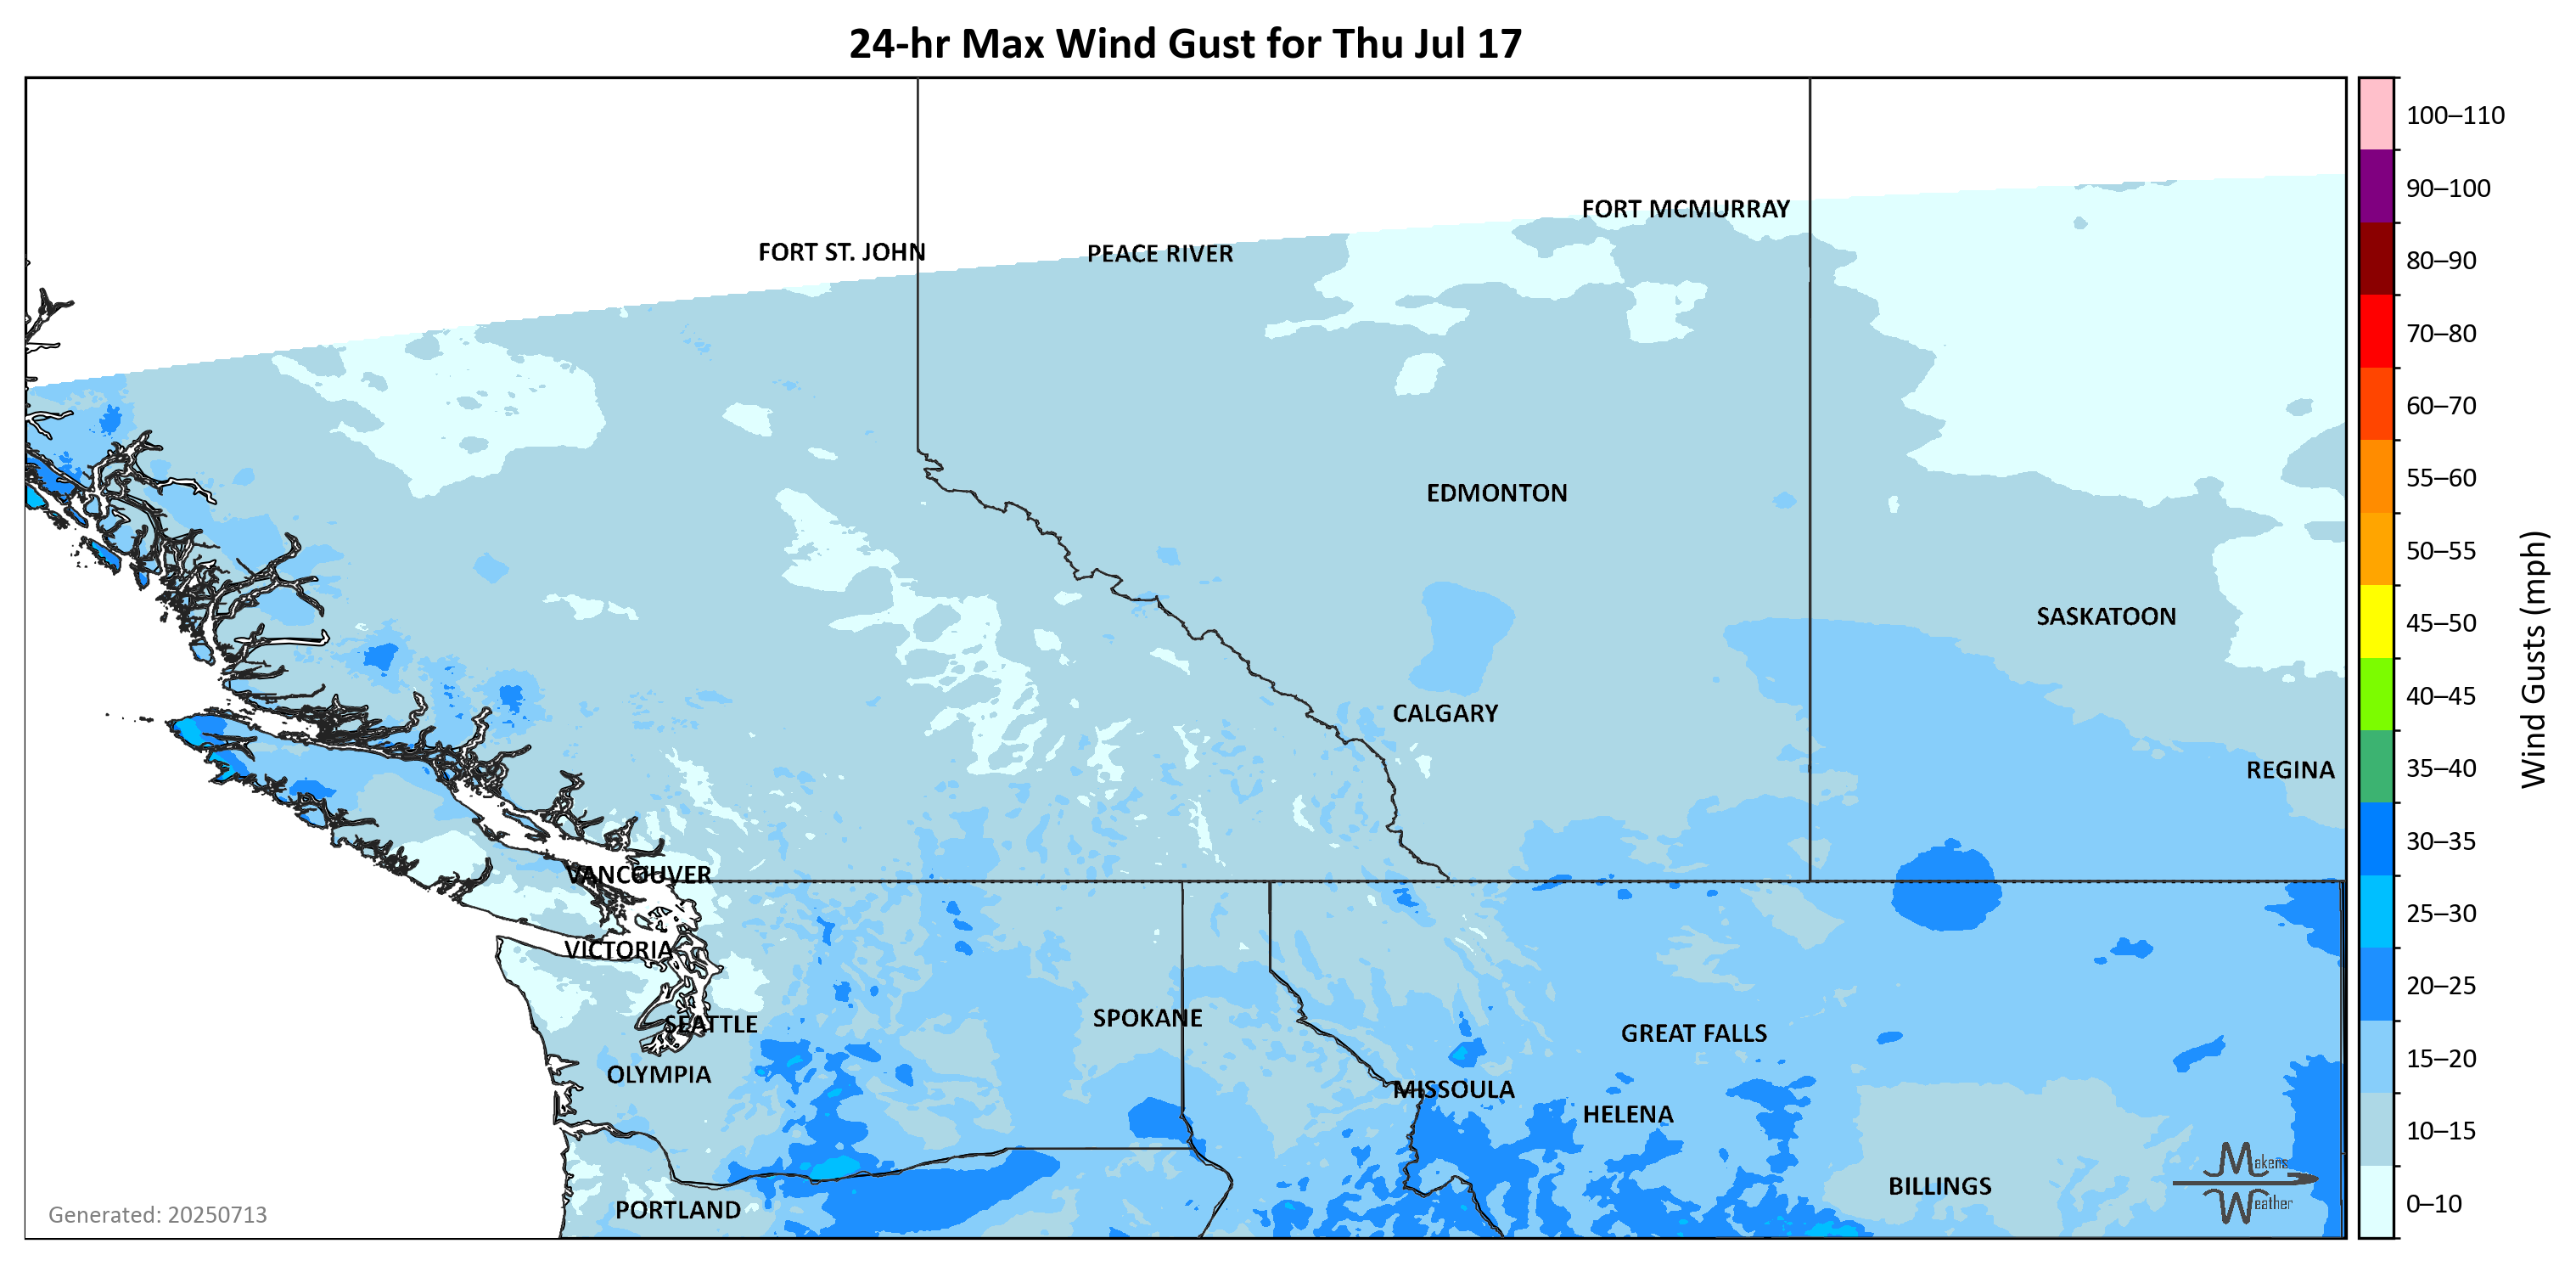 24-hr Max Wind Gust for Thu Jul 17
100–110
90–100
80–90
70–80
60–70
55–60
50–55
45–50
40–45
35–40
30–35
25–30
20–25
15–20
10–15
0–10
Wind Gusts (mph)
FORT MCMURRAY
FORT ST. JOHN
PEACE RIVER
EDMONTON
SASKATOON
CALGARY
REGINA
VANCOUVER
VICTORIA
SEATTLE
SPOKANE
GREAT FALLS
OLYMPIA
MISSOULA
HELENA
BILLINGS
PORTLAND
Makens
Weather
Generated: 20250713